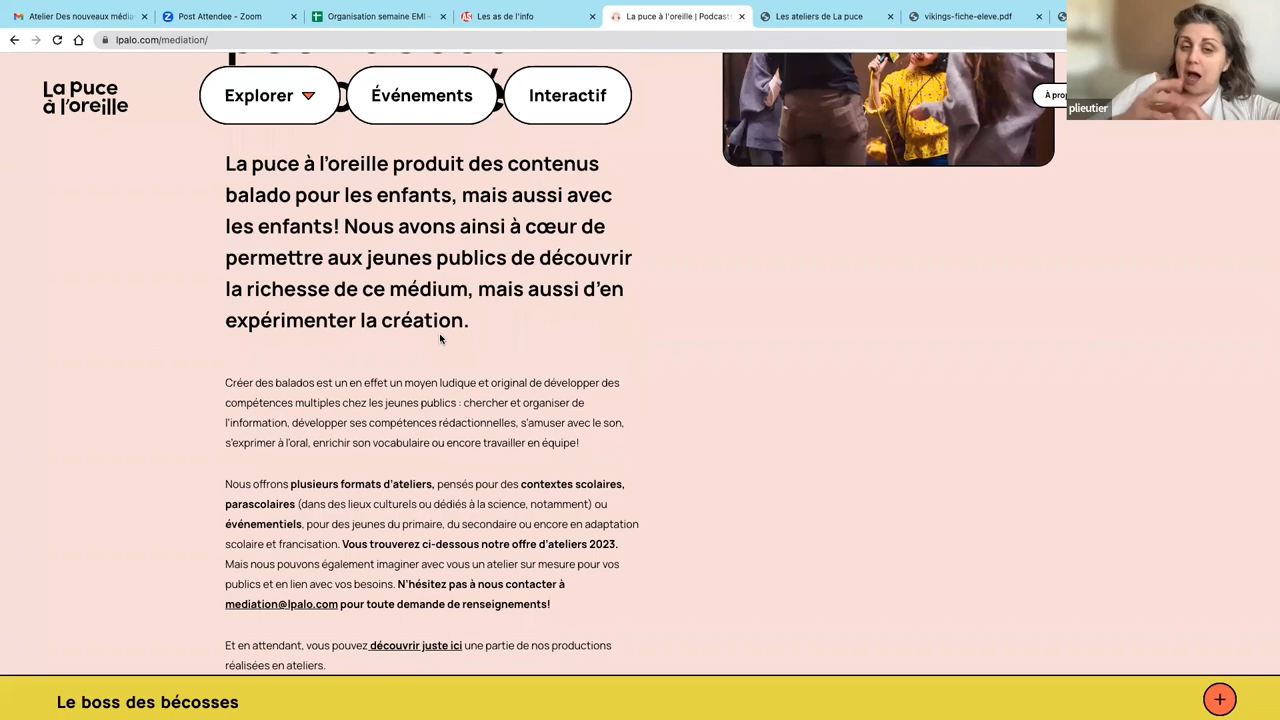 Atelier Des nouveaux média
Post Attendee - Zoom
Organisation semaine EMI -
Les as de l'info
La puce à l'oreille | Podcast
Les ateliers de La puce
vikings-fiche-eleve.pdf
lpalo.com/mediation/
La puce
à l'oreille
Explorer
Événements
Interactif
À pro
plieutier
La puce à l'oreille produit des contenus
balado pour les enfants, mais aussi avec
les enfants! Nous avons ainsi à cœur de
permettre aux jeunes publics de découvrir
la richesse de ce médium, mais aussi d'en
expérimenter la création.
Créer des balados est un en effet un moyen ludique et original de développer des
compétences multiples chez les jeunes publics : chercher et organiser de
l'information, développer ses compétences rédactionnelles, s'amuser avec le son,
s'exprimer à l'oral, enrichir son vocabulaire ou encore travailler en équipe!
Nous offrons plusieurs formats d'ateliers, pensés pour des contextes scolaires,
parascolaires (dans des lieux culturels ou dédiés à la science, notamment) ou
événementiels, pour des jeunes du primaire, du secondaire ou encore en adaptation
scolaire et francisation. Vous trouverez ci-dessous notre offre d'ateliers 2023.
Mais nous pouvons également imaginer avec vous un atelier sur mesure pour vos
publics et en lien avec vos besoins. N'hésitez pas à nous contacter à
mediation@lpalo.com pour toute demande de renseignements!
Et en attendant, vous pouvez découvrir juste ici une partie de nos productions
réalisées en ateliers.
Le boss des bécosses